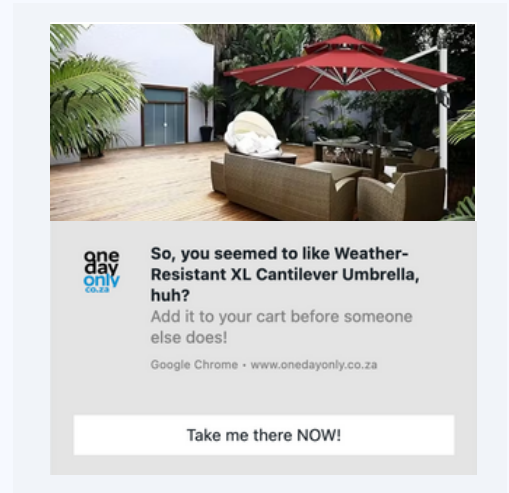 one
day
only
co.za
So, you seemed to like Weather-
Resistant XL Cantilever Umbrella,
huh?
Add it to your cart before someone
else does!
Google Chrome • www.onedayonly.co.za
Take me there NOW!